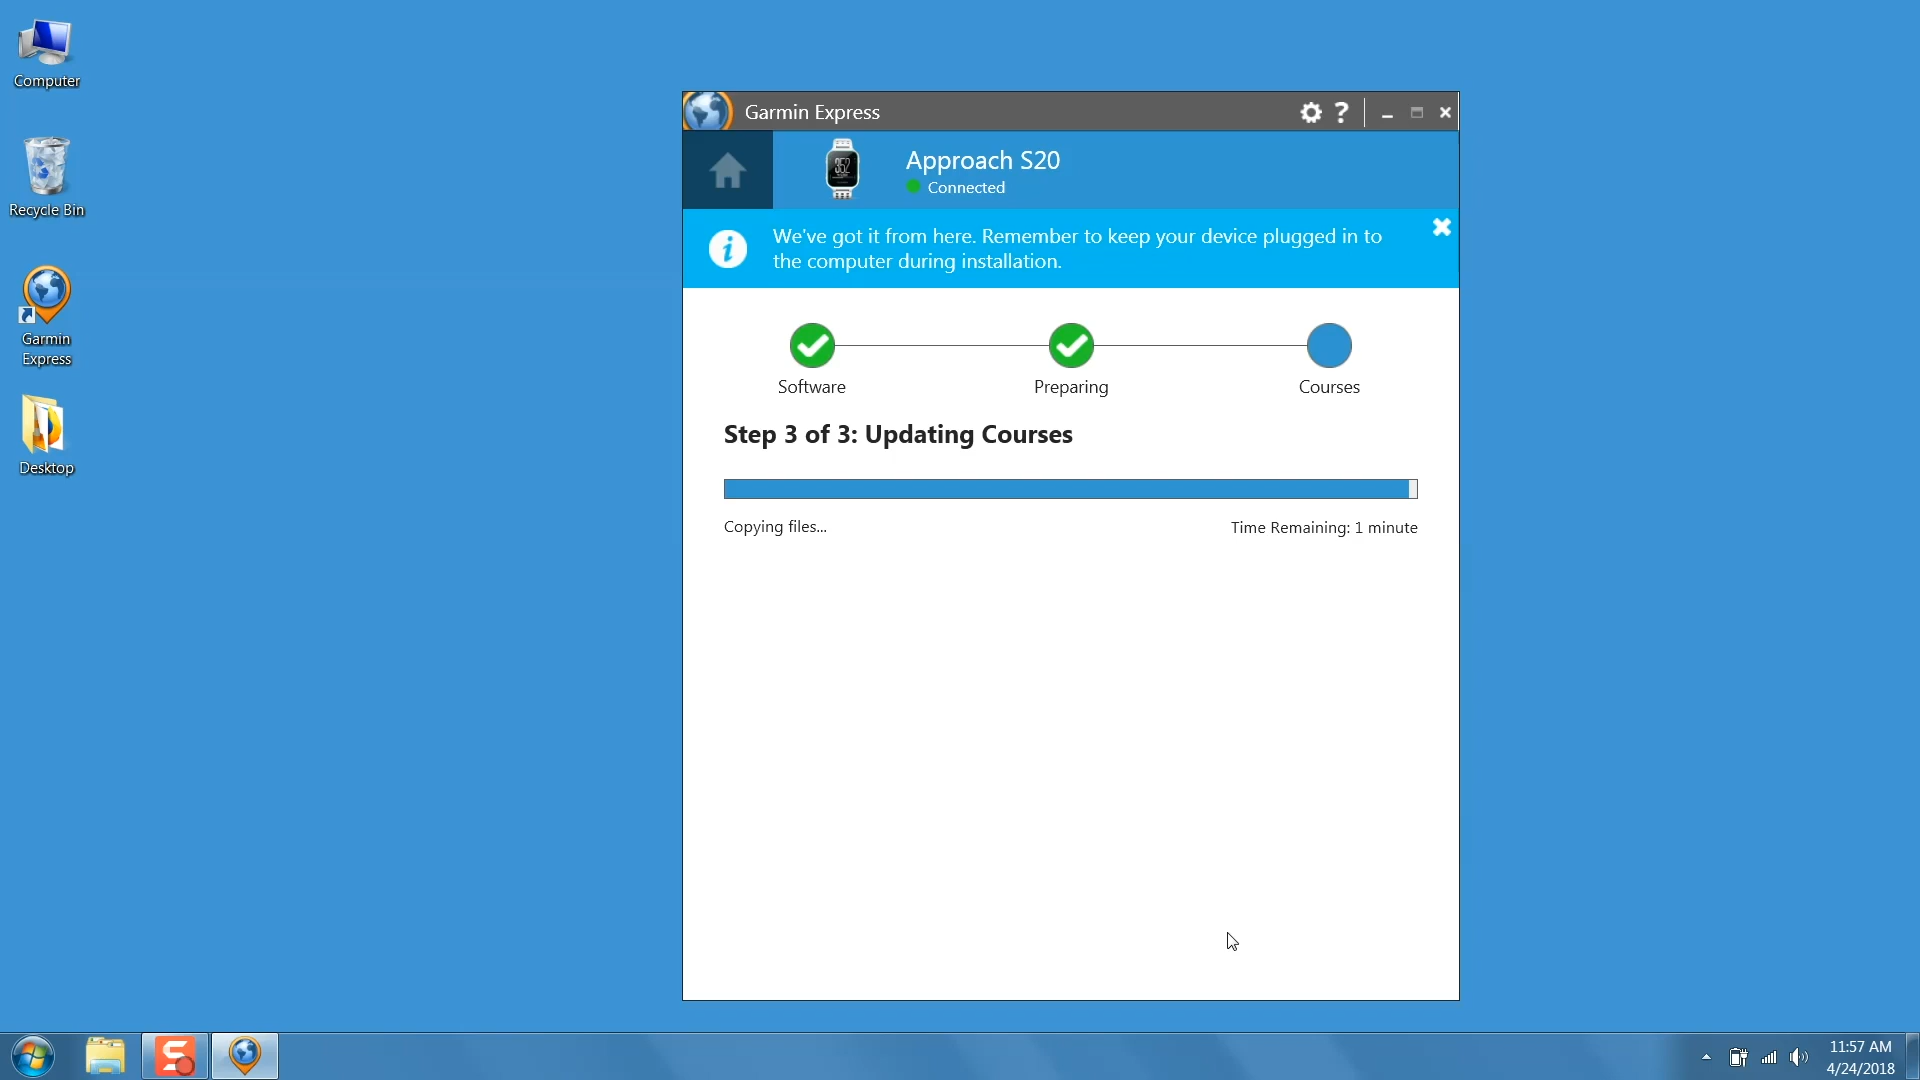 Computer
Recycle Bin
Garmin
Express
Desktop
Garmin Express
?
Approach S20
Connected
i
We've got it from here. Remember to keep your device plugged in to
the computer during installation.
Software
Preparing
Courses
Step 3 of 3: Updating Courses
Copying files...
Time Remaining: 1 minute
S
11:57 AM
4/24/2018